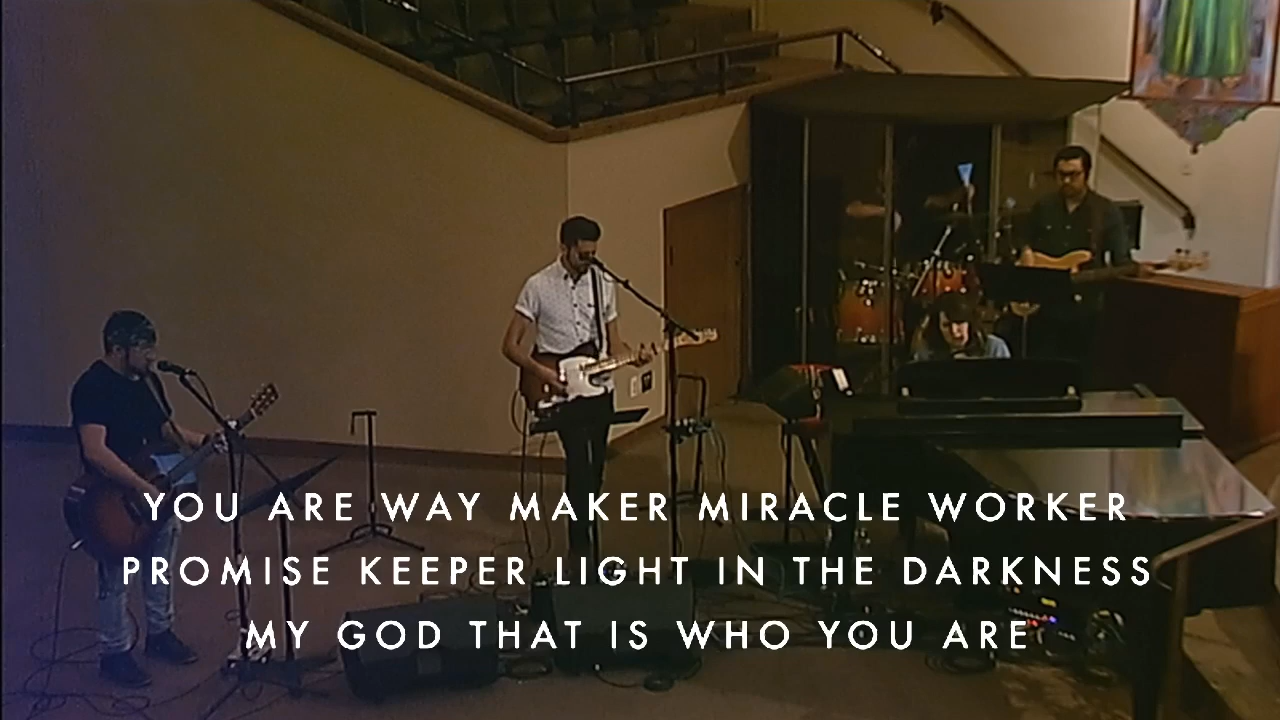 YOU ARE WAY MAKER MIRACLE WORKER
PROMISE KEEPER LIGHT IN THE DARKNESS
MY GOD THAT IS WHO YOU ARE